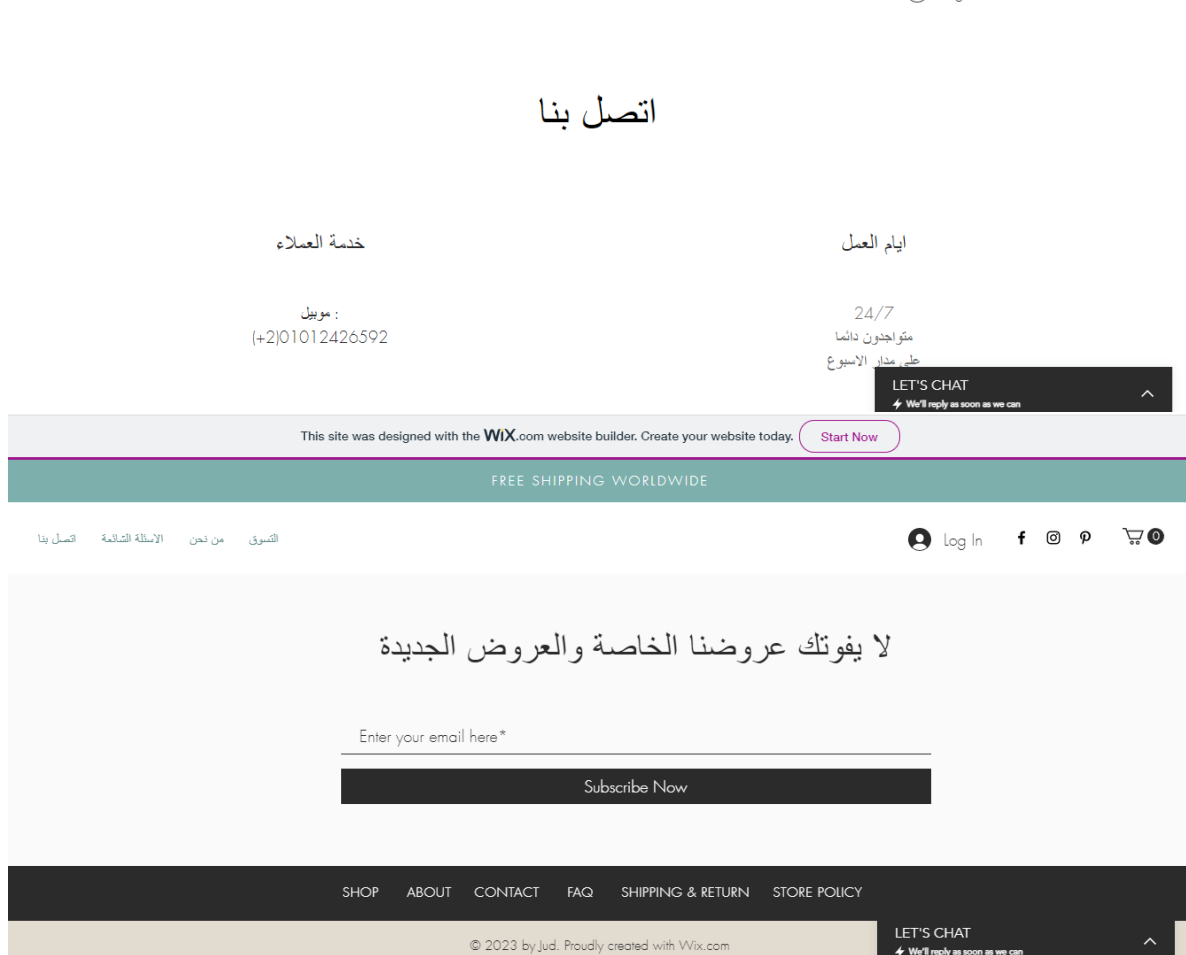 اتصل بنا
ايام العمل
24/7
متواجدون دائما
على مدار الاسبوع
خدمة العملاء
موبيل :
(+2)01012426592
LET'S CHAT
We'll reply as soon as we can
This site was designed with the WiX.com website builder. Create your website today.
Start Now
FREE SHIPPING WORLDWIDE
التسوق
من نحن
الاسئلة الشائعة
اتصل بنا
Log In
0
لا يفوتك عروضنا الخاصة والعروض الجديدة
Enter your email here*
Subscribe Now
SHOP ABOUT CONTACT FAQ SHIPPING & RETURN STORE POLICY
© 2023 by Jud. Proudly created with Wix.com
LET'S CHAT
We'll reply as soon as we can